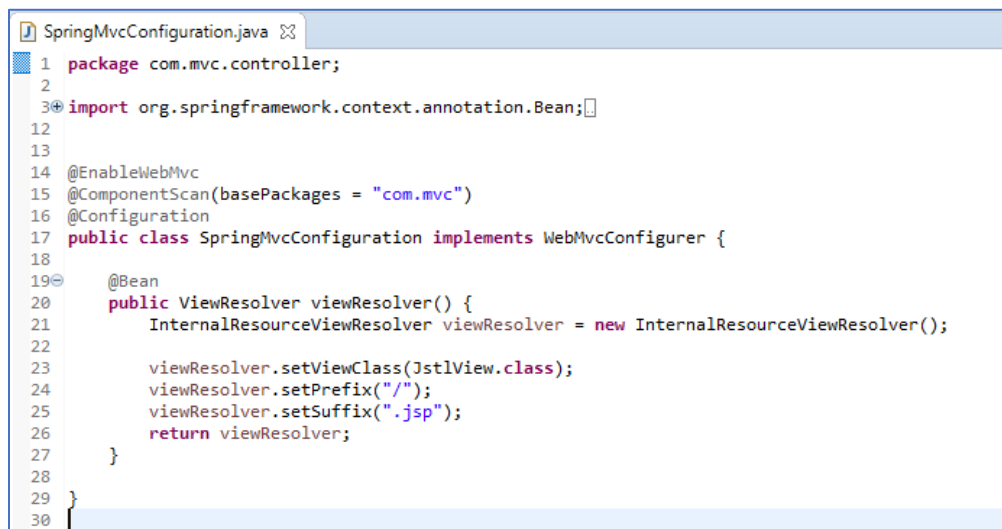 SpringMvcConfiguration.java
1 package com.mvc.controller;
2
3 import org.springframework.context.annotation.Bean;
12
13
14 @EnableWebMvc
15 @ComponentScan(basePackages = "com.mvc")
16 @Configuration
17 public class SpringMvcConfiguration implements WebMvcConfigurer {
18
19 @Bean
20 public ViewResolver viewResolver() {
21 InternalResourceViewResolver viewResolver = new InternalResourceViewResolver();
22
23 viewResolver.setViewClass(JstlView.class);
24 viewResolver.setPrefix("/");
25 viewResolver.setSuffix(".jsp");
26 return viewResolver;
27 }
28
29 }
30